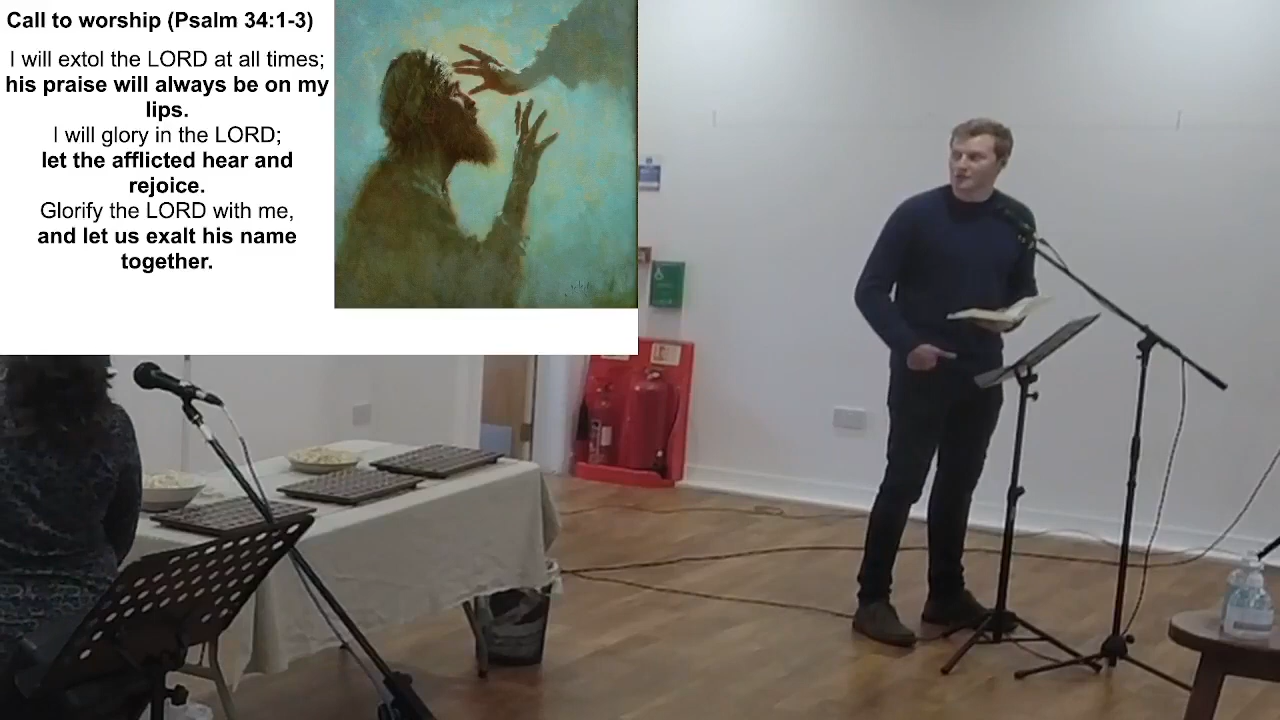 Call to worship (Psalm 34:1-3)
I will extol the LORD at all times;
his praise will always be on my
lips.
I will glory in the LORD;
let the afflicted hear and
rejoice.
Glorify the LORD with me,
and let us exalt his name
together.